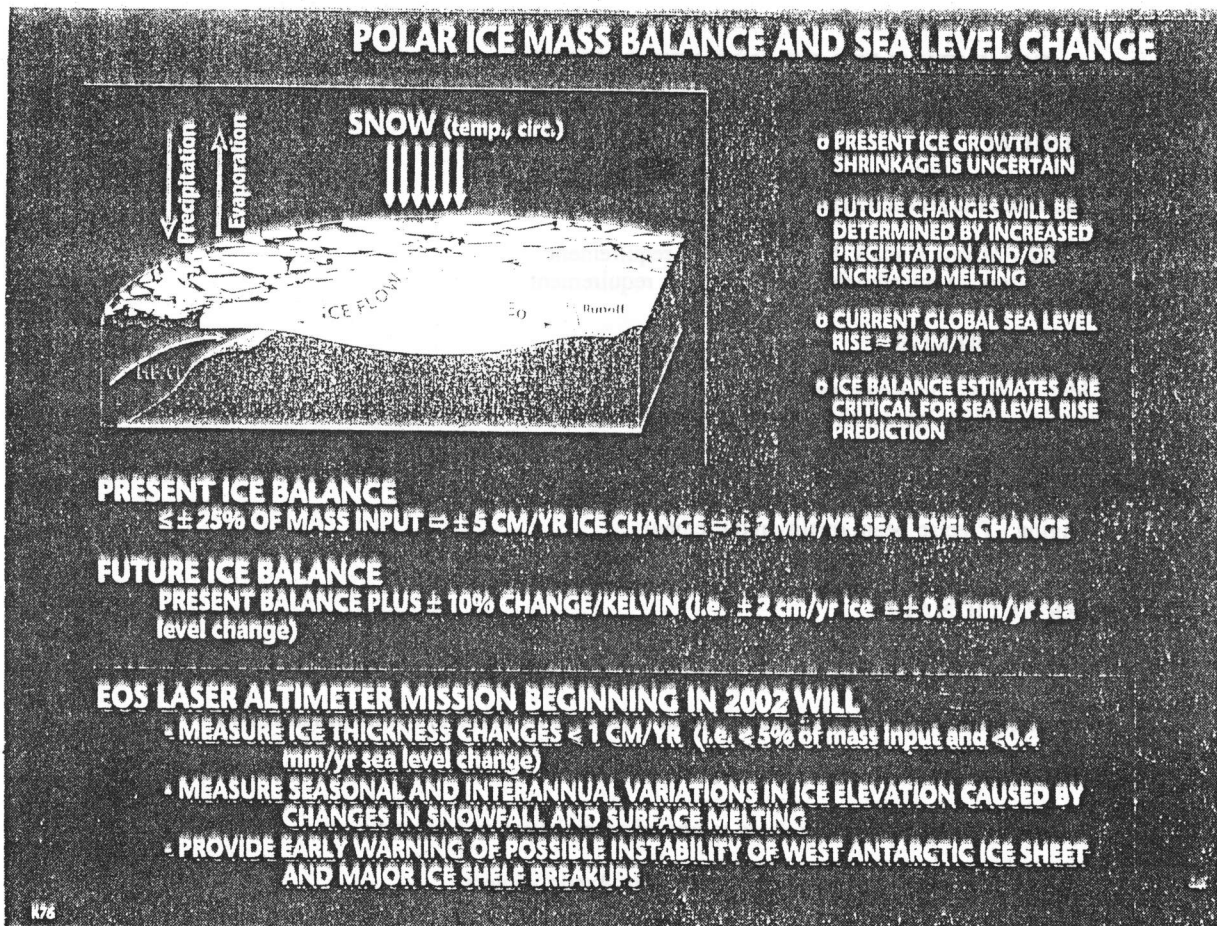 POLAR ICE MASS BALANCE AND SEA LEVEL CHANGE
Precipitation
Evaporation
SNOW (temp., circ.)
requirement
ICE FLOW
Runoff
o PRESENT ICE GROWTH OR
SHRINKAGE IS UNCERTAIN
o FUTURE CHANGES WILL BE
DETERMINED BY INCREASED
PRECIPITATION AND/OR
INCREASED MELTING
o CURRENT GLOBAL SEA LEVEL
RISE ≅ 2 MM/YR
o ICE BALANCE ESTIMATES ARE
CRITICAL FOR SEA LEVEL RISE
PREDICTION
PRESENT ICE BALANCE
≤ ± 25% OF MASS INPUT ⇨ ± 5 CM/YR ICE CHANGE ⇨ ± 2 MM/YR SEA LEVEL CHANGE
FUTURE ICE BALANCE
PRESENT BALANCE PLUS ± 10% CHANGE/KELVIN (i.e. ± 2 cm/yr ice ≅ ± 0.8 mm/yr sea
level change)
EOS LASER ALTIMETER MISSION BEGINNING IN 2002 WILL
MEASURE ICE THICKNESS CHANGES < 1 CM/YR (i.e. < 5% of mass input and <0.4
mm/yr sea level change)
MEASURE SEASONAL AND INTERANNUAL VARIATIONS IN ICE ELEVATION CAUSED BY
CHANGES IN SNOWFALL AND SURFACE MELTING
PROVIDE EARLY WARNING OF POSSIBLE INSTABILITY OF WEST ANTARCTIC ICE SHEET
AND MAJOR ICE SHELF BREAKUPS
K76